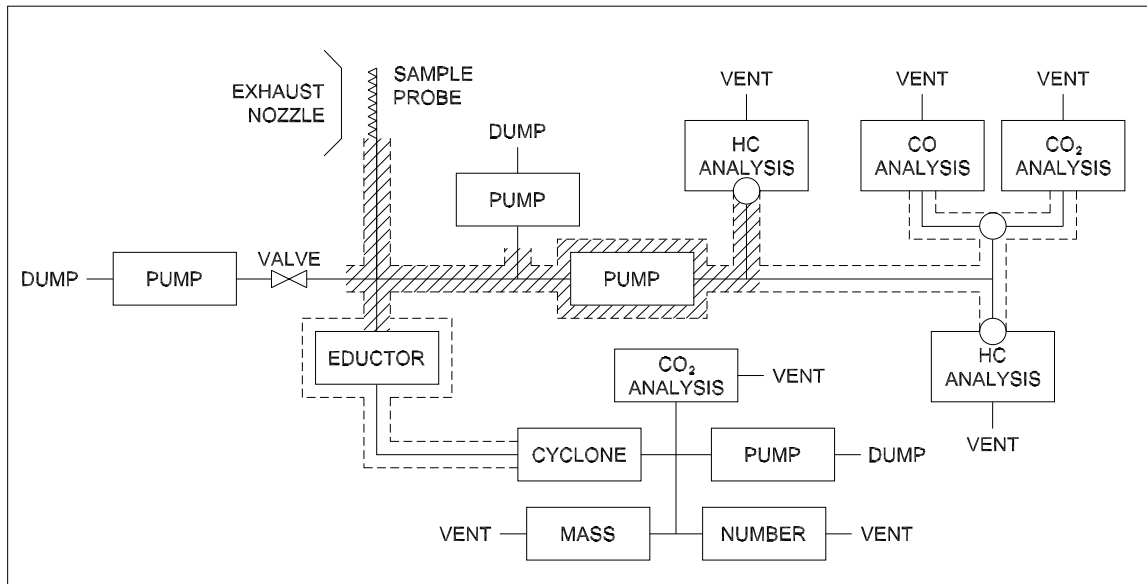 EXHAUST
NOZZLE
SAMPLE
PROBE
DUMP
PUMP
VENT
HC
ANALYSIS
VENT
CO
ANALYSIS
VENT
CO₂
ANALYSIS
DUMP
PUMP
VALVE
PUMP
EDUCTOR
CO₂
ANALYSIS
VENT
HC
ANALYSIS
VENT
CYCLONE
PUMP
DUMP
VENT
MASS
NUMBER
VENT